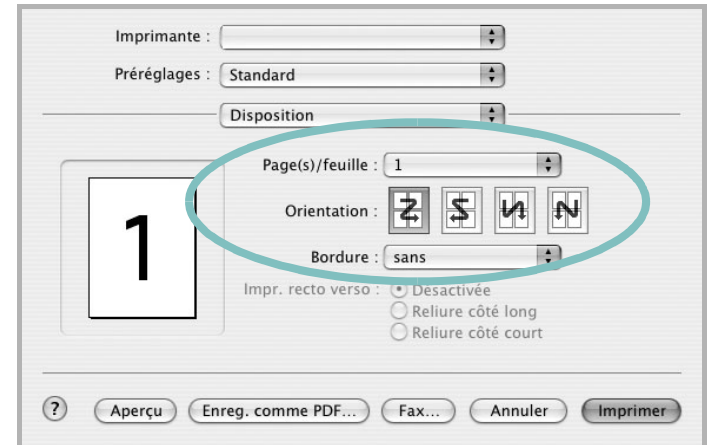 Imprimante :
Préréglages : Standard
Disposition
Page(s)/feuille : 1
Orientation :
Bordure : sans
1
Impr. recto verso : Désactivée
Reliure côté long
Reliure côté court
? Aperçu Enreg. comme PDF... Fax... Annuler Imprimer